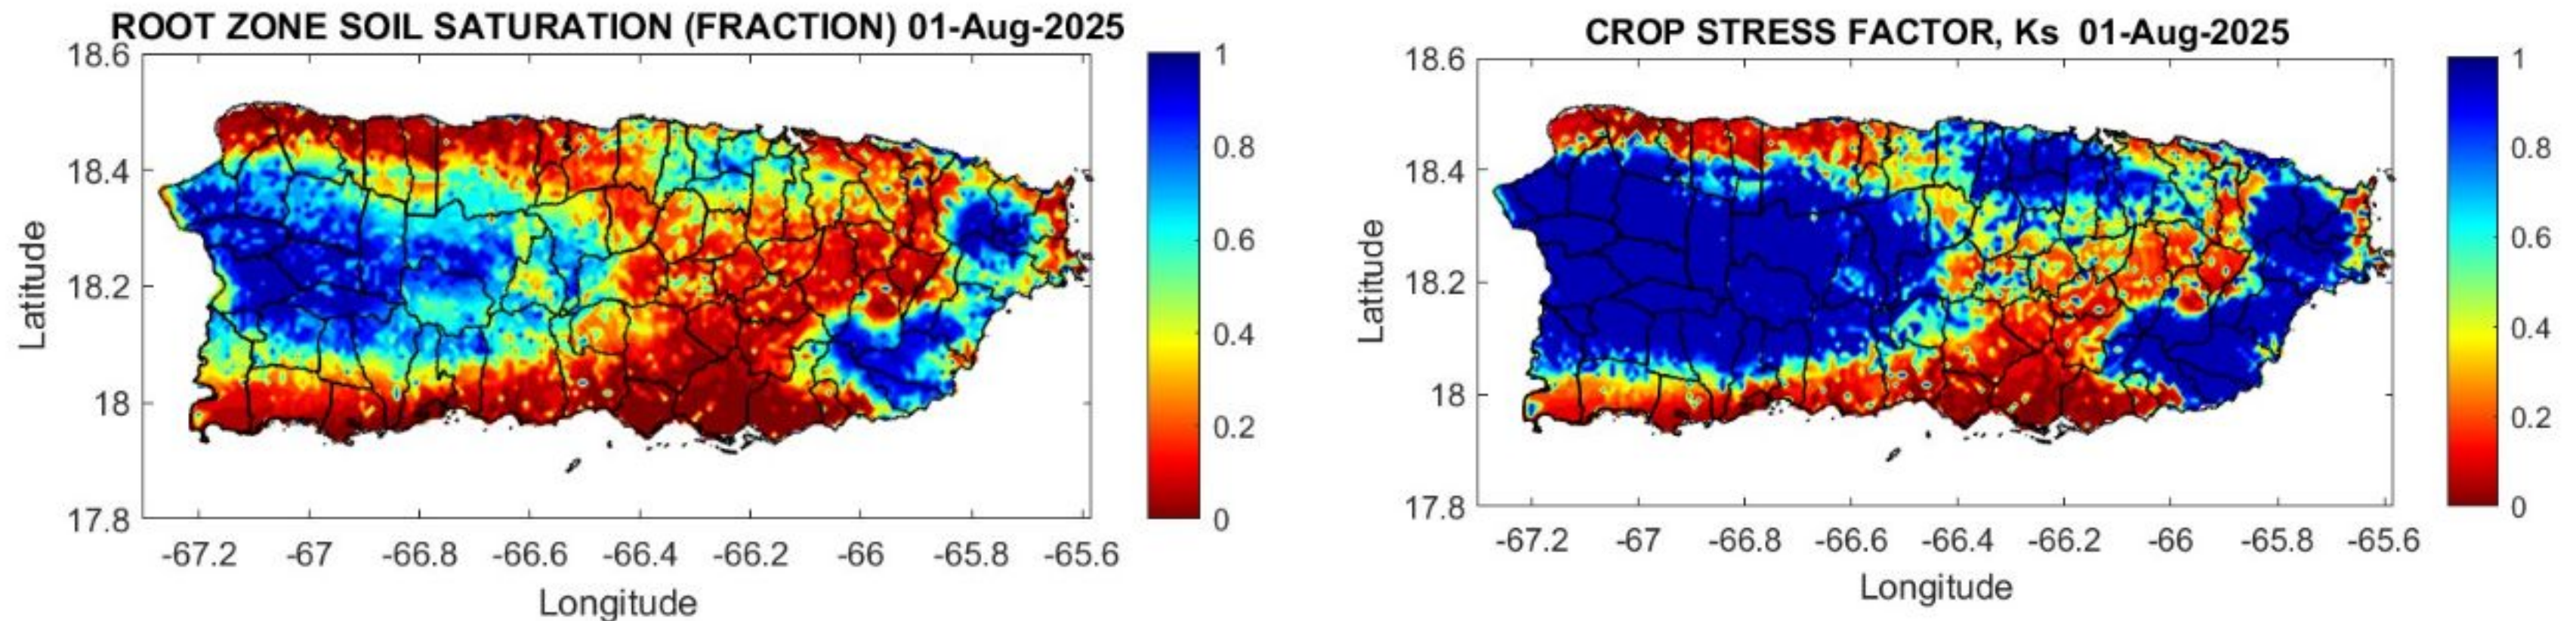 ROOT ZONE SOIL SATURATION (FRACTION) 01-Aug-2025
18.6
18.4
18.2
18
17.8
Latitude
-67.2 -67 -66.8 -66.6 -66.4 -66.2 -66 -65.8 -65.6
Longitude
1
0.8
0.6
0.4
0.2
0
CROP STRESS FACTOR, Ks 01-Aug-2025
18.6
18.4
18.2
18
17.8
Latitude
-67.2 -67 -66.8 -66.6 -66.4 -66.2 -66 -65.8 -65.6
Longitude
1
0.8
0.6
0.4
0.2
0